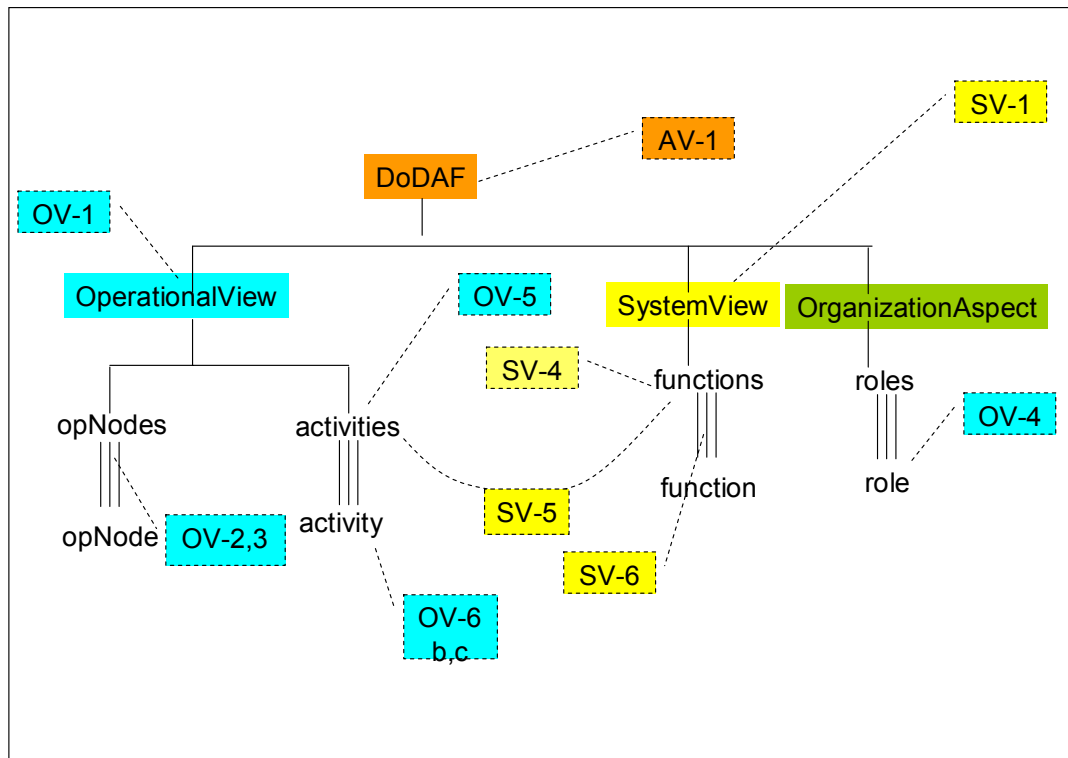 SV-1
AV-1
DoDAF
OV-1
OperationalView
OV-5
SystemView
OrganizationAspect
SV-4
functions
roles
opNodes
activities
OV-4
function
role
SV-5
opNode
OV-2,3
activity
SV-6
OV-6
b,c